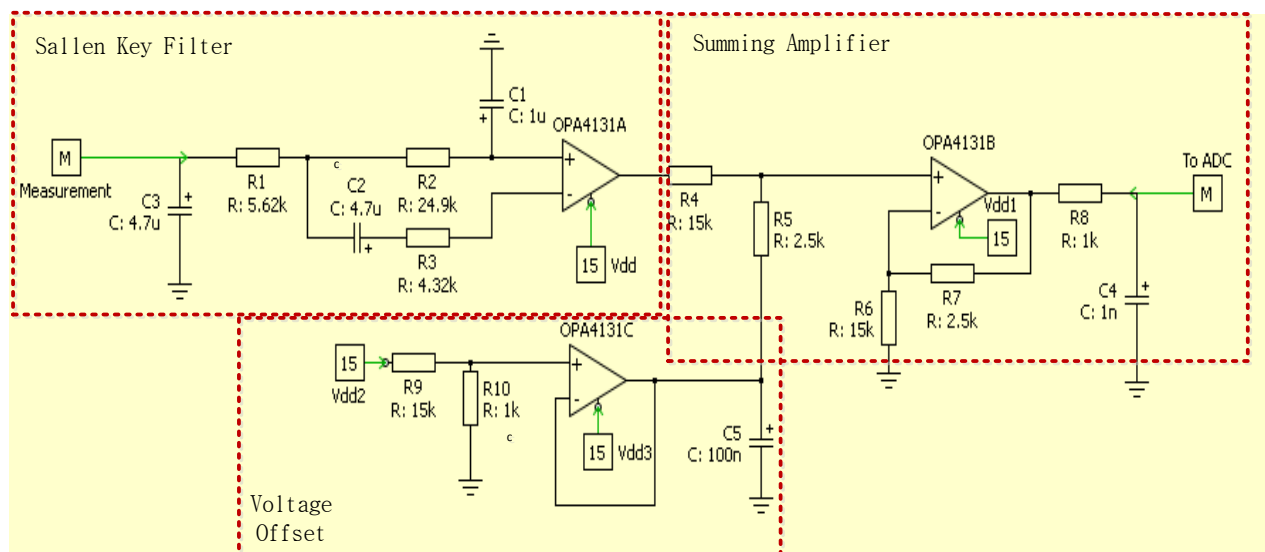 Sallen Key Filter
Summing Amplifier
C1
C: 1u
OPA4131A
OPA4131B
M
Measurement
R1
R: 5.62k
c
R2
R: 24.9k
C2
C: 4.7u
C3
C: 4.7u
R3
R: 4.32k
15
Vdd
R4
R: 15k
R5
R: 2.5k
Vdd1
15
R8
R: 1k
To ADC
M
R6
R: 15k
R7
R: 2.5k
C4
C: 1n
OPA4131C
15
Vdd2
R9
R: 15k
R10
R: 1k
c
15
Vdd3
C5
C: 100n
Voltage
Offset